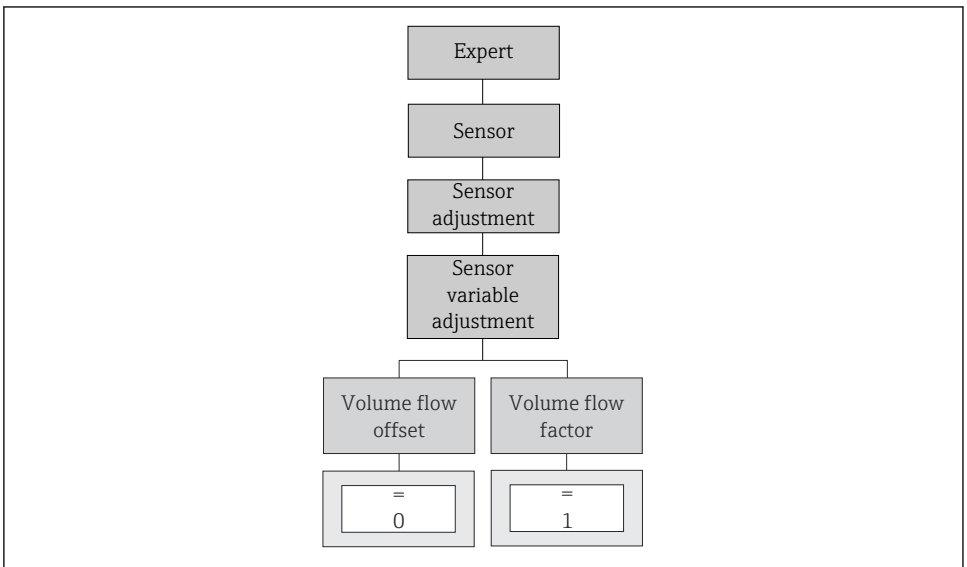 Expert
Sensor
Sensor
adjustment
Sensor
variable
adjustment
Volume flow
offset
Volume flow
factor
=
0
=
1